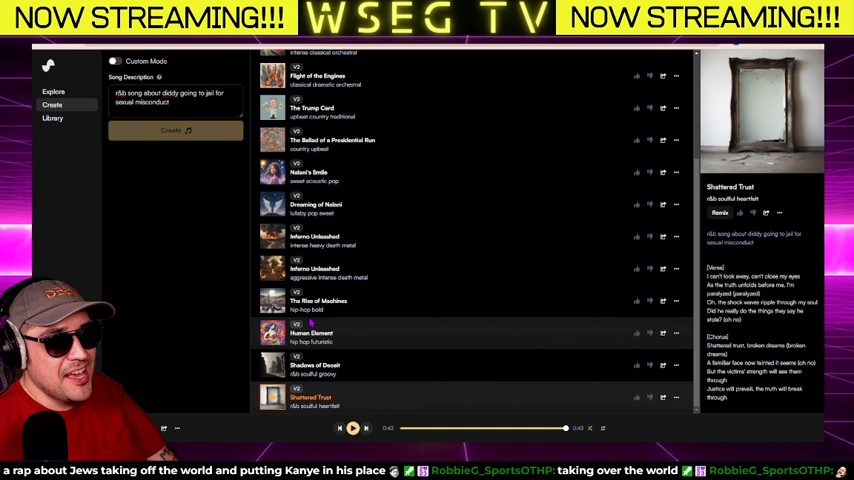 NOW STREAMING!!!
WSEG TV
NOW STREAMING!!!
Custom Mode
Song Description
r&b song about diddy going to jail for
sexual misconduct
Create
Explore
Create
Library
intense classical orchestral
V2
Flight of the Engines
classical dramatic orchestral
V2
The Trump Card
upbeat country traditional
V2
The Ballad of a Presidential Run
country upbeat
V2
Nalani's Smile
sweet acoustic pop
V2
Dreaming of Nalani
lullaby pop sweet
V2
Inferno Unleashed
intense heavy death metal
V2
Inferno Unleashed
aggressive intense death metal
V2
The Rise of Machines
hip-hop bold
V2
Human Element
hip hop futuristic
V2
Shadows of Deceit
r&b soulful groovy
V2
Shattered Trust
r&b soulful heartfelt
Shattered Trust
r&b soulful heartfelt
Remix
r&b song about diddy going to jail for
sexual misconduct
[Verse]
I can't look away, can't close my eyes
As the truth unfolds before me, I'm
paralyzed (paralyzed)
Oh, the shock waves ripple through my soul
Did he really do the things they say he
stole? (oh no)
[Chorus]
Shattered trust, broken dreams (broken
dreams)
A familiar face now tainted it seems (oh no)
But the victims' strength will see them
through
Justice will prevail, the truth will break
through
0:43
0:43
a rap about Jews taking off the world and putting Kanye in his place RobbieG_SportsOTHP: taking over the world RobbieG_SportsOTHP: